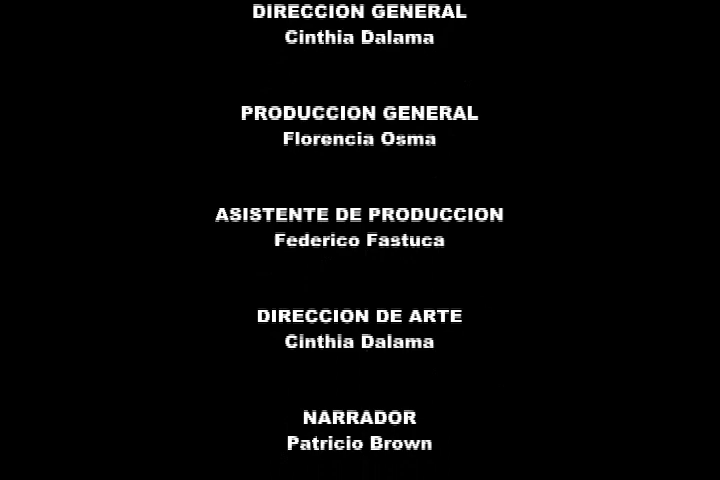 DIRECCION GENERAL
Cinthia Dalama
PRODUCCION GENERAL
Florencia Osma
ASISTENTE DE PRODUCCION
Federico Fastuca
DIRECCION DE ARTE
Cinthia Dalama
NARRADOR
Patricio Brown